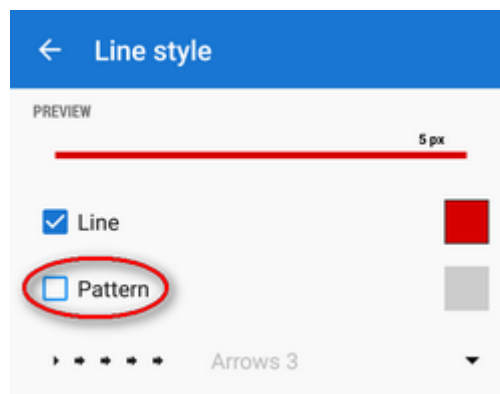 Line style
PREVIEW
5 px
Line
Pattern
Arrows 3